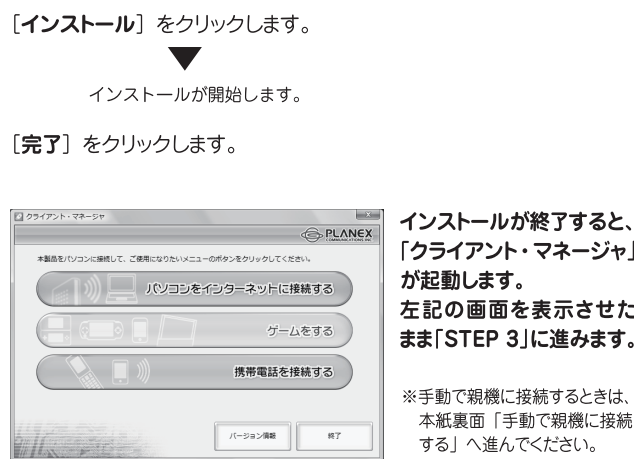 ［インストール］をクリックします。
インストールが開始します。
［完了］をクリックします。
クライアント・マネージャ
PLANEX
COMMUNICATIONS INC.
本製品をパソコンに接続して、ご使用になりたいメニューのボタンをクリックしてください。
パソコンをインターネットに接続する
ゲームをする
携帯電話を接続する
バージョン情報
終了
インストールが終了すると、
「クライアント・マネージャ」
が起動します。
左記の画面を表示させた
まま「STEP 3」に進みます。
※手動で親機に接続するときは、
本紙裏面「手動で親機に接続
する」へ進んでください。